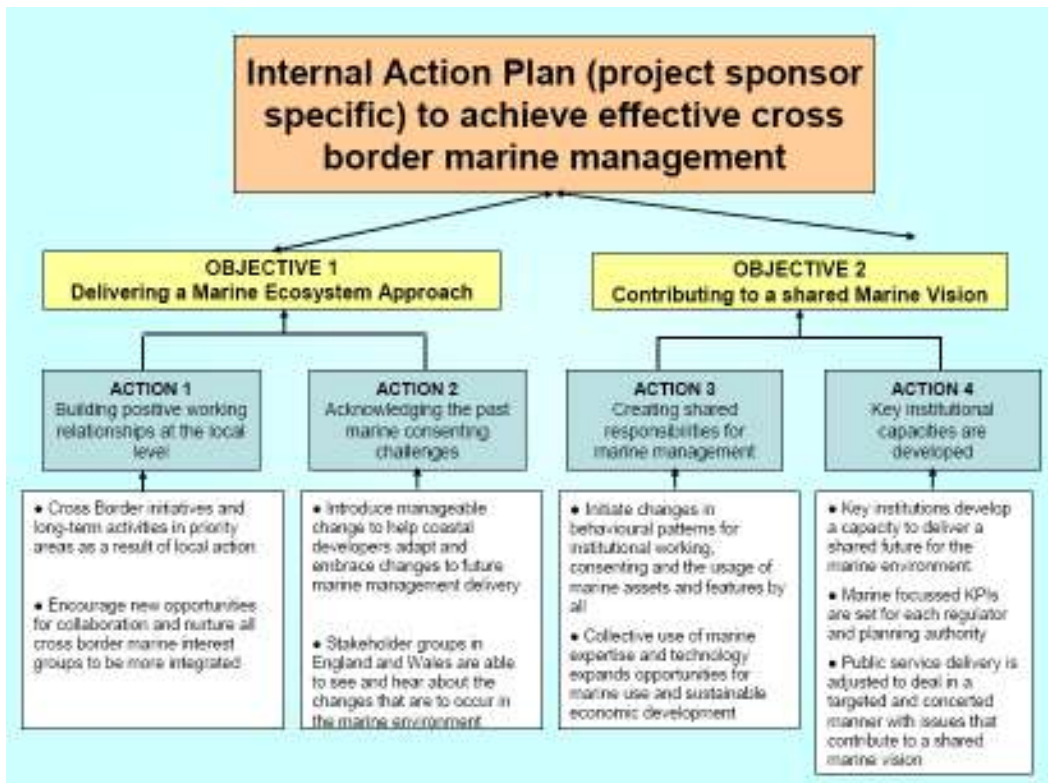 Internal Action Plan (project sponsor
specific) to achieve effective cross
border marine management
OBJECTIVE 1
Delivering a Marine Ecosystem Approach
OBJECTIVE 2
Contributing to a shared Marine Vision
ACTION 1
Building positive working
relationships at the local
level
ACTION 2
Acknowledging the past
marine consenting
challenges
ACTION 3
Creating shared
responsibilities for
marine management
ACTION 4
Key institutional
capacities are
developed
● Cross Border initiatives and
long-term activities in priority
areas as a result of local action
● Encourage new opportunities
for collaboration and nurture all
cross border marine interest
groups to be more integrated
● Introduce manageable
change to help coastal
developers adapt and
embrace changes to future
marine management delivery
● Stakeholder groups in
England and Wales are able
to see and hear about the
changes that are to occur in
the marine environment
● Initiate changes in
behavioural patterns for
institutional working,
consenting and the usage of
marine assets and features by
all
● Collective use of marine
expertise and technology
expands opportunities for
marine use and sustainable
economic development
● Key institutions develop
a capacity to deliver a
shared future for the
marine environment
● Marine focussed KPIs
are set for each regulator
and planning authority
● Public service delivery is
adjusted to deal in a
targeted and concerted
manner with issues that
contribute to a shared
marine vision